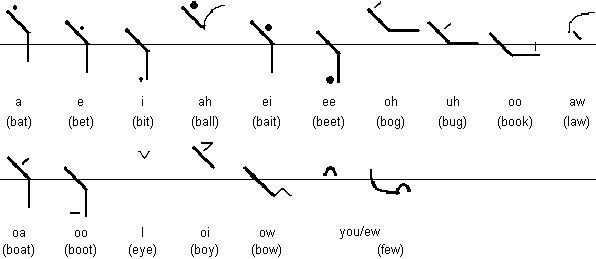 a e i ah ei ee oh uh oo aw
(bat) (bet) (bit) (ball) (bait) (beet) (bog) (bug) (book) (law)
oa oo I oi ow you/ew
(boat) (boot) (eye) (boy) (bow) (few)